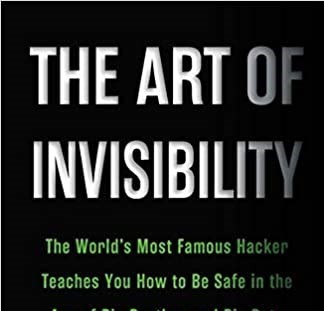 THE ART OF
INVISIBILITY
The World's Most Famous Hacker
Teaches You How to Be Safe in the